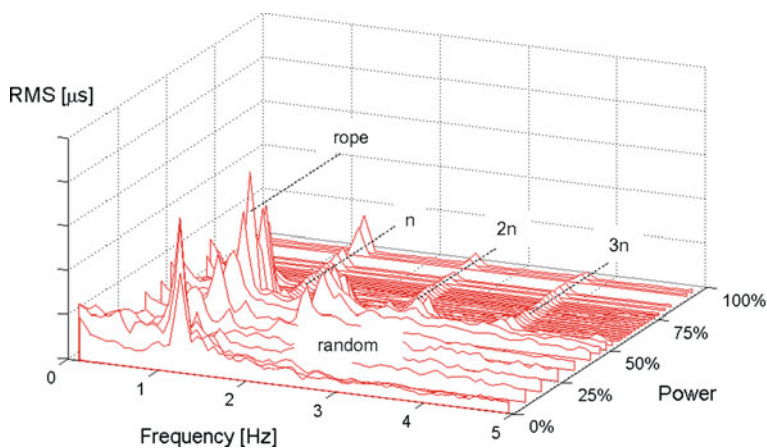 RMS [μs]
rope
n
2n
3n
random
100%
75%
50%
25%
0%
Power
0
1
2
3
4
5
Frequency [Hz]